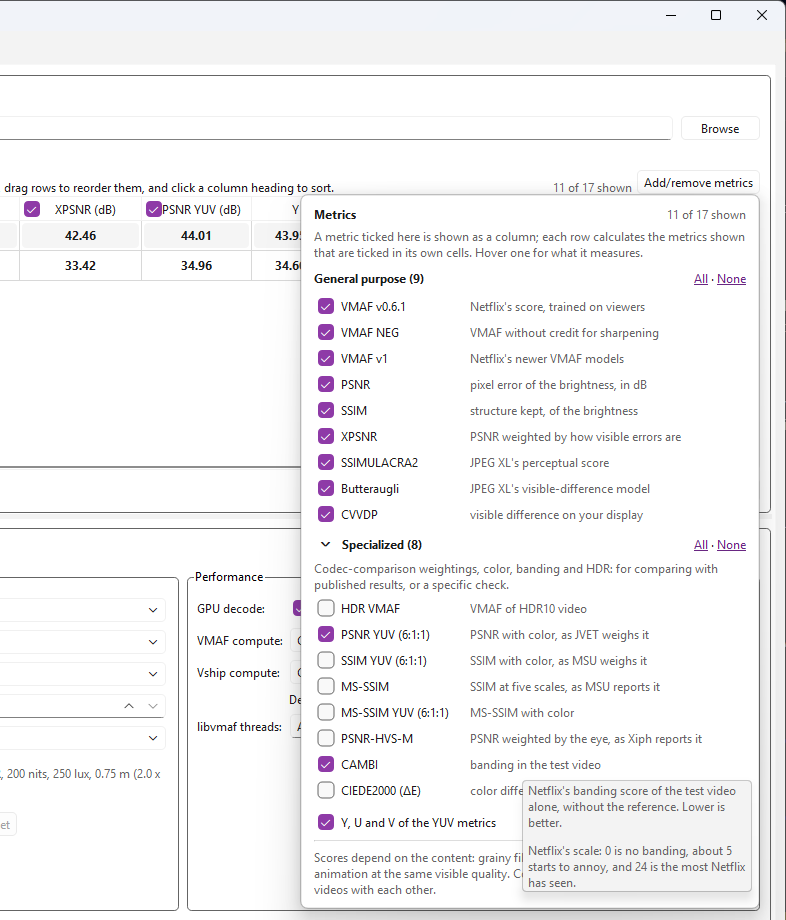 Browse
drag rows to reorder them, and click a column heading to sort.
11 of 17 shown
Add/remove metrics
XPSNR (dB)
PSNR YUV (dB)
Y
42.46
44.01
43.9
33.42
34.96
34.6
Metrics
11 of 17 shown
A metric ticked here is shown as a column; each row calculates the metrics shown
that are ticked in its own cells. Hover one for what it measures.
General purpose (9)
All · None
VMAF v0.6.1
Netflix's score, trained on viewers
VMAF NEG
VMAF without credit for sharpening
VMAF v1
Netflix's newer VMAF models
PSNR
pixel error of the brightness, in dB
SSIM
structure kept, of the brightness
XPSNR
PSNR weighted by how visible errors are
SSIMULACRA2
JPEG XL's perceptual score
Butteraugli
JPEG XL's visible-difference model
CVVDP
visible difference on your display
Specialized (8)
All · None
Codec-comparison weightings, color, banding and HDR: for comparing with
published results, or a specific check.
HDR VMAF
VMAF of HDR10 video
PSNR YUV (6:1:1)
PSNR with color, as JVET weighs it
SSIM YUV (6:1:1)
SSIM with color, as MSU weighs it
MS-SSIM
SSIM at five scales, as MSU reports it
MS-SSIM YUV (6:1:1)
MS-SSIM with color
PSNR-HVS-M
PSNR weighted by the eye, as Xiph reports it
CAMBI
banding in the test video
CIEDE2000 (ΔE)
color diffe
Y, U and V of the YUV metrics
Netflix's banding score of the test video
alone, without the reference. Lower is
better.
Netflix's scale: 0 is no banding, about 5
starts to annoy, and 24 is the most Netflix
has seen.
Scores depend on the content: grainy fi
animation at the same visible quality. C
videos with each other.
Performance
GPU decode:
VMAF compute:
Vship compute:
De
libvmaf threads:
, 200 nits, 250 lux, 0.75 m (2.0 x
et